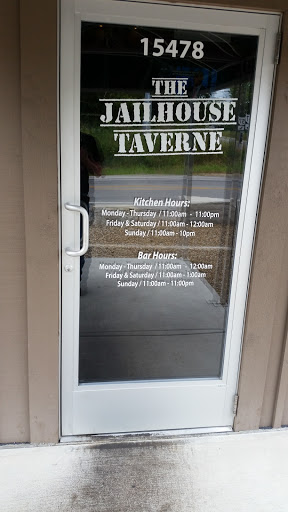 15478
THE
JAILHOUSE
TAVERNE
Kitchen Hours:
Monday - Thursday / 11:00am - 11:00pm
Friday & Saturday / 11:00am - 12:00am
Sunday / 11:00am - 10pm
Bar Hours:
Monday - Thursday / 11:00am - 12:00am
Friday & Saturday / 11:00am - 1:00am
Sunday / 11:00am - 11:00pm